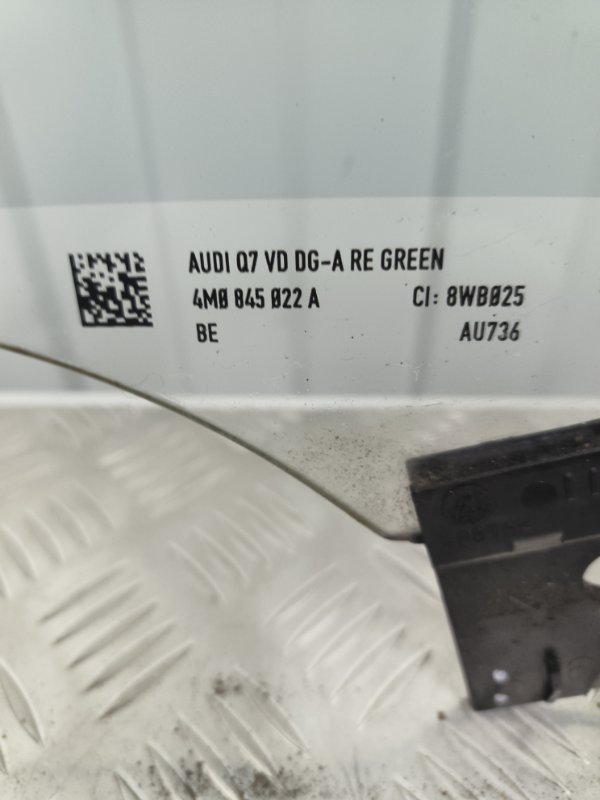 AUDI Q7 VD DG-A RE GREEN
4M0 845 022 A CI: 8WB025
BE AU736